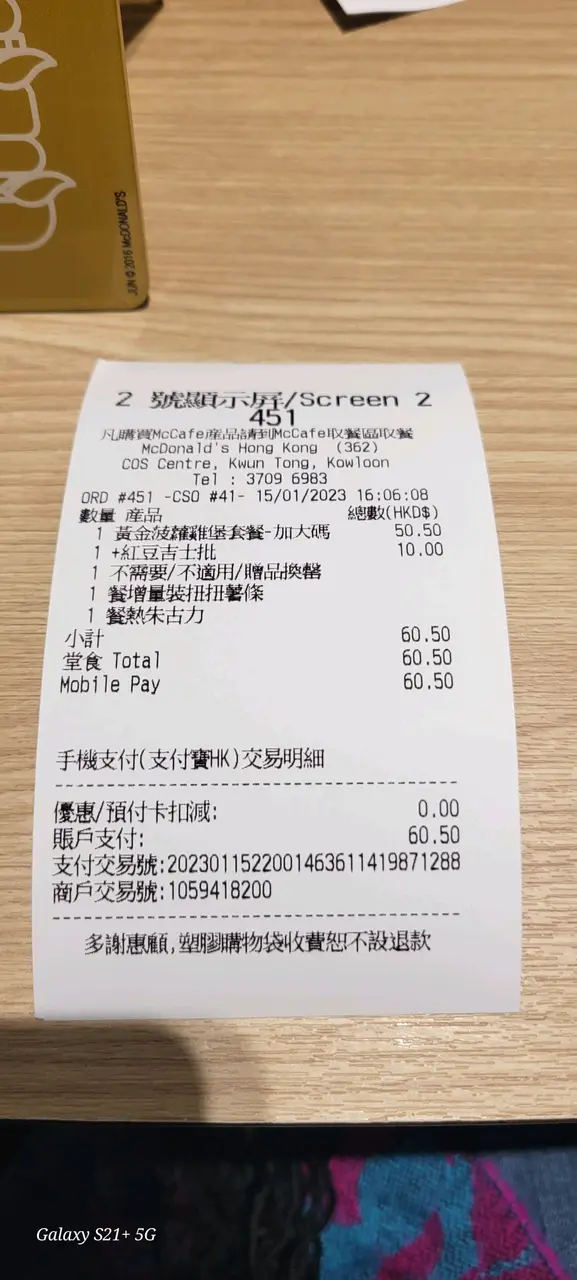 JUN © 2016 McDONALD'S
2 號顯示屏/Screen 2
451
凡購買McCafe産品請到McCafe取餐區取餐
McDonald's Hong Kong (362)
COS Centre, Kwun Tong, Kowloon
Tel : 3709 6983
ORD #451 -CSO #41- 15/01/2023 16:06:08
數量 産品 總數(HKD$)
1 黃金菠蘿雞堡套餐-加大碼 50.50
1 +紅豆吉士批 10.00
1 不需要/不適用/贈品換罄
1 餐增量裝扭扭薯條
1 餐熱朱古力
小計 60.50
堂食 Total 60.50
Mobile Pay 60.50
手機支付(支付寶HK)交易明細
優惠/預付卡扣減: 0.00
賬戶支付: 60.50
支付交易號:2023011522001463611419871288
商戶交易號:1059418200
多謝惠顧,塑膠購物袋收費恕不設退款
Galaxy S21+ 5G